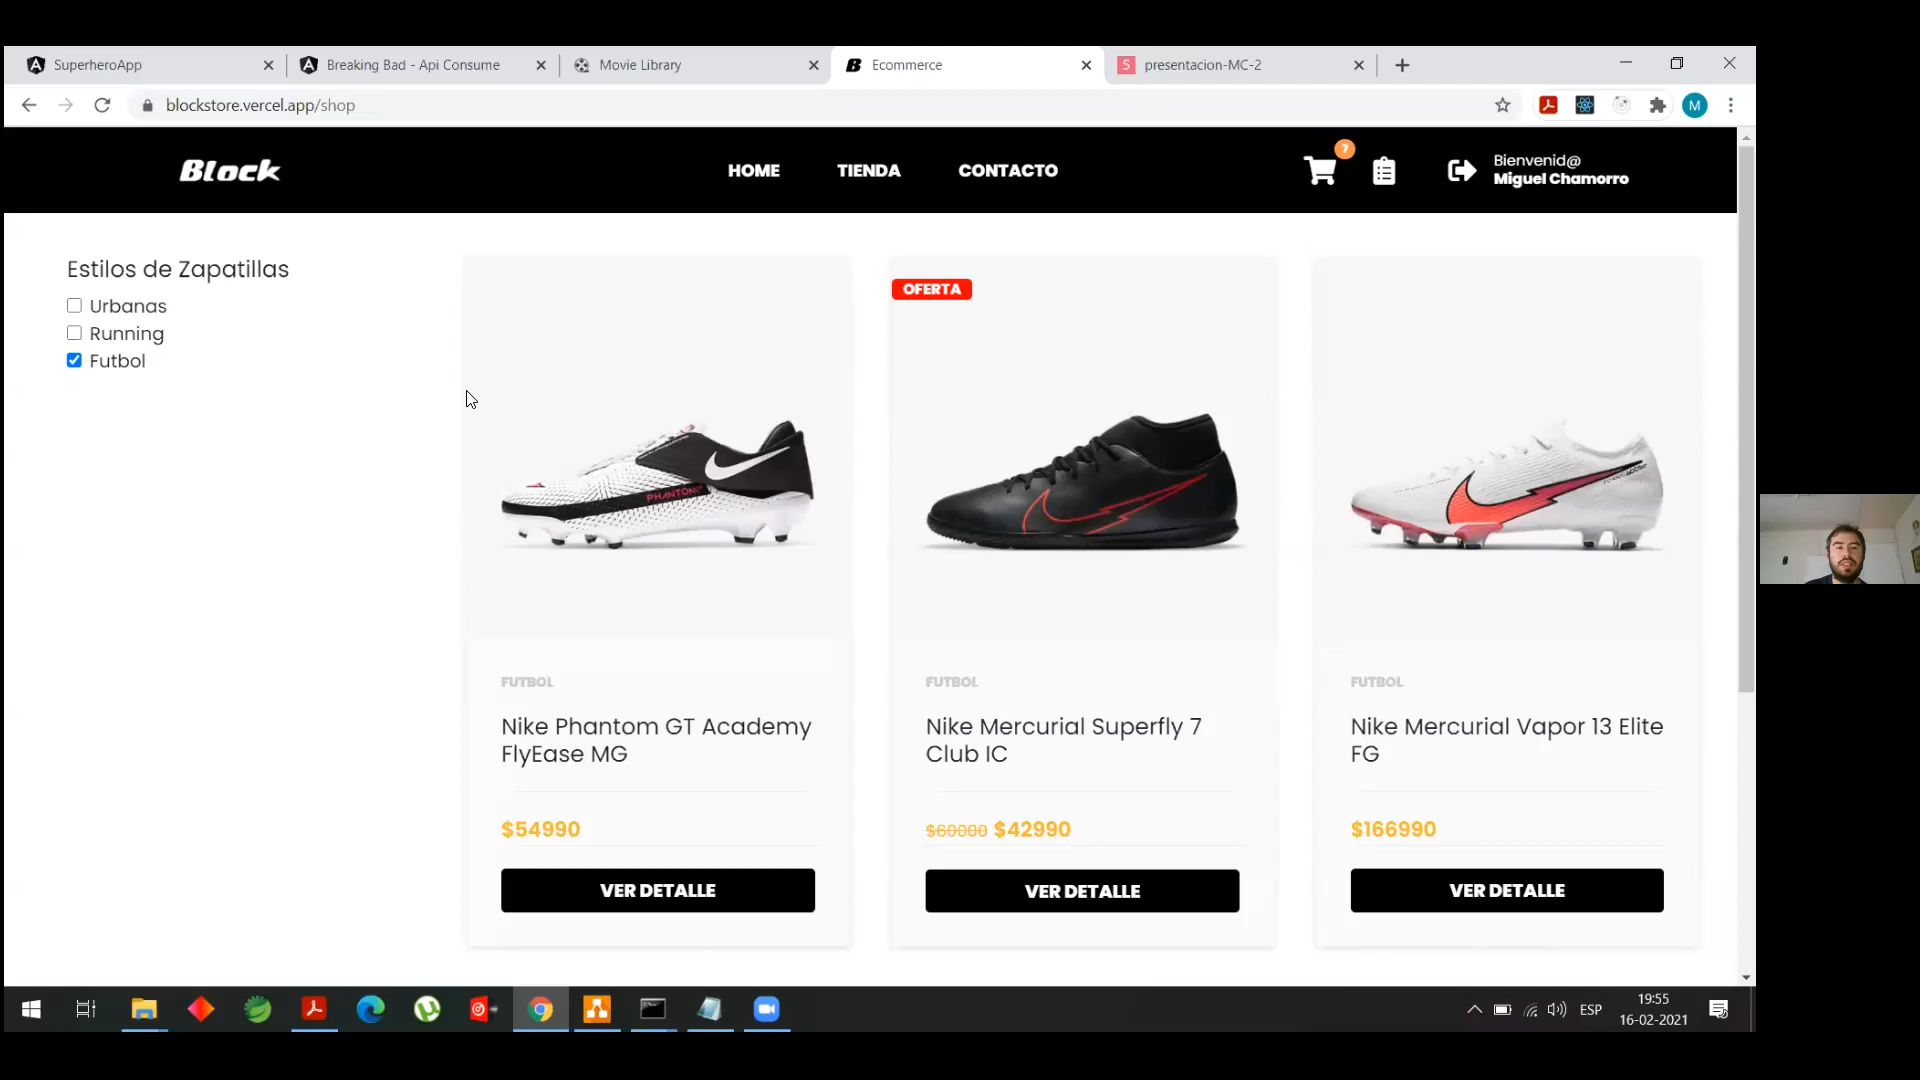 SuperheroApp
Breaking Bad - Api Consume
Movie Library
Ecommerce
presentacion-MC-2
blockstore.vercel.app/shop
M
Block
HOME
TIENDA
CONTACTO
7
Bienvenid@
Miguel Chamorro
Estilos de Zapatillas
Urbanas
Running
Futbol
OFERTA
PHANTOM
FUTBOL
Nike Phantom GT Academy
FlyEase MG
$54990
VER DETALLE
FUTBOL
Nike Mercurial Superfly 7
Club IC
$60000 $42990
VER DETALLE
FUTBOL
Nike Mercurial Vapor 13 Elite
FG
$166990
VER DETALLE
ESP
19:55
16-02-2021